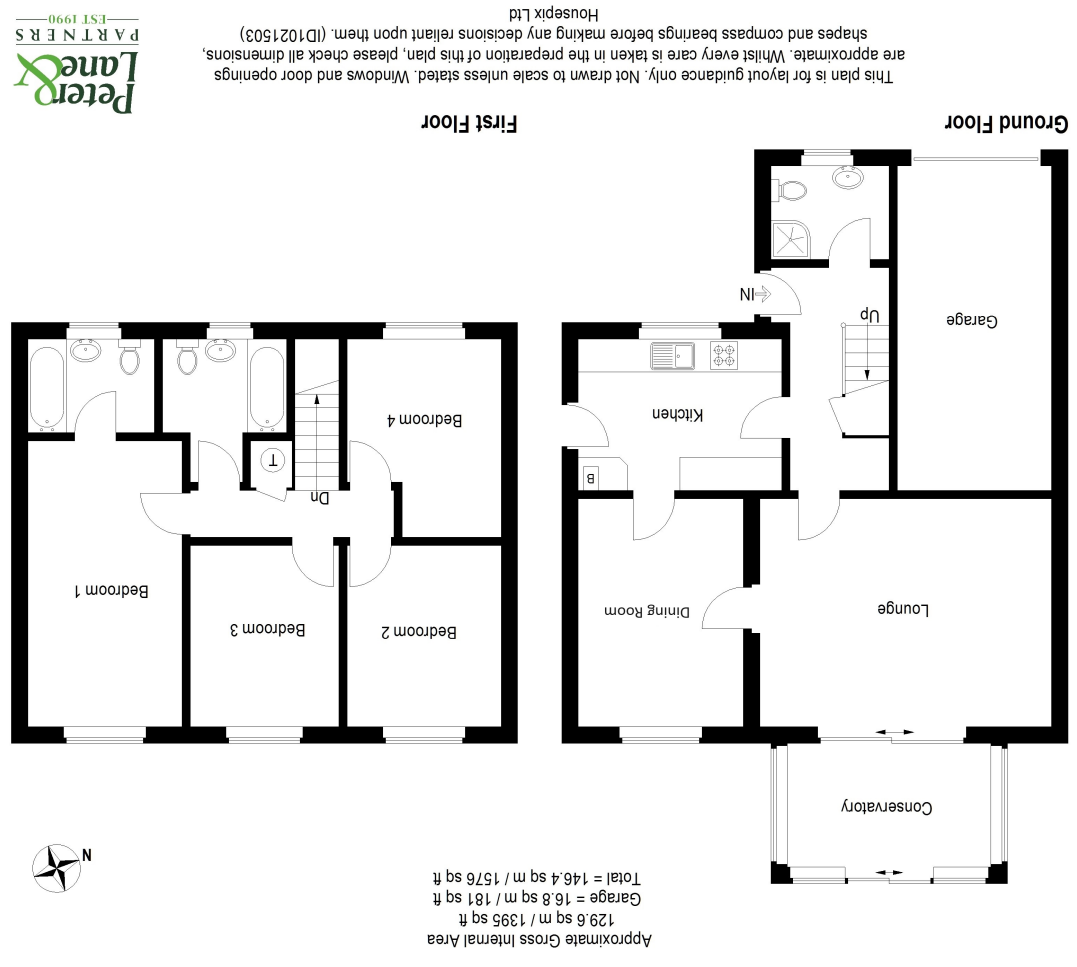 Approximate Gross Internal Area
129.6 sq m / 1395 sq ft
Garage = 16.8 sq m / 181 sq ft
Total = 146.4 sq m / 1576 sq ft
N
Conservatory
Lounge
Dining Room
B
Kitchen
Garage
Up
IN
Ground Floor
Bedroom 2
Bedroom 3
Bedroom 1
Dn
T
Bedroom 4
First Floor
This plan is for layout guidance only. Not drawn to scale unless stated. Windows and door openings
are approximate. Whilst every care is taken in the preparation of this plan, please check all dimensions,
shapes and compass bearings before making any decisions reliant upon them. (ID1021503)
Housepix Ltd
Peter
& Lane
PARTNERS
EST 1990